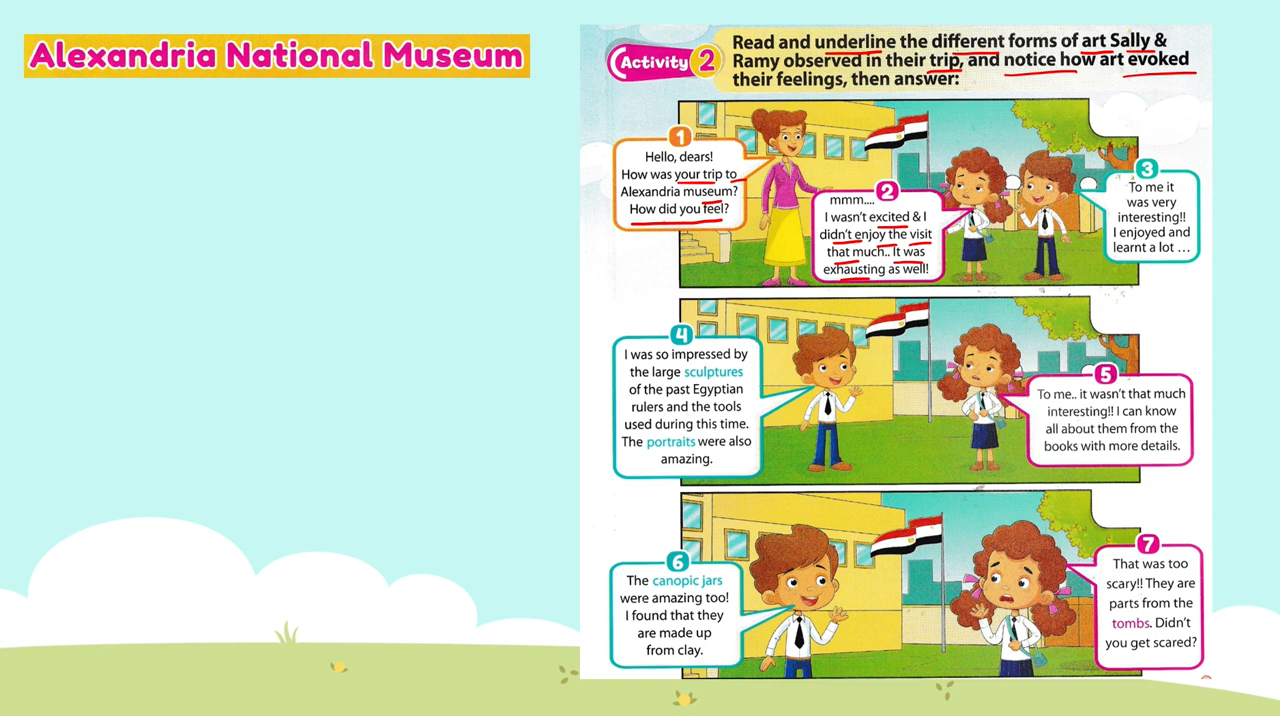 Alexandria National Museum
Activity 2
Read and underline the different forms of art Sally &
Ramy observed in their trip, and notice how art evoked
their feelings, then answer:
1
Hello, dears!
How was your trip to
Alexandria museum?
How did you feel?
2
mmm....
I wasn't excited & I
didn't enjoy the visit
that much.. It was
exhausting as well!
3
To me it
was very
interesting!!
I enjoyed and
learnt a lot ...
4
I was so impressed by
the large sculptures
of the past Egyptian
rulers and the tools
used during this time.
The portraits were also
amazing.
5
To me.. it wasn't that much
interesting!! I can know
all about them from the
books with more details.
6
The canopic jars
were amazing too!
I found that they
are made up
from clay.
7
That was too
scary!! They are
parts from the
tombs. Didn't
you get scared?